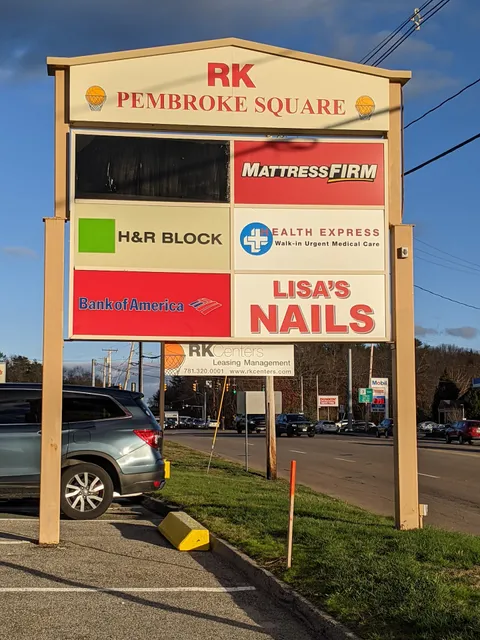 RK
PEMBROKE SQUARE
MATTRESSFIRM
H&R BLOCK
HEALTH EXPRESS
Walk-in Urgent Medical Care
Bank of America
LISA'S
NAILS
RK Centers
Leasing Management
781.320.0001 www.rkcenters.com
Mobil